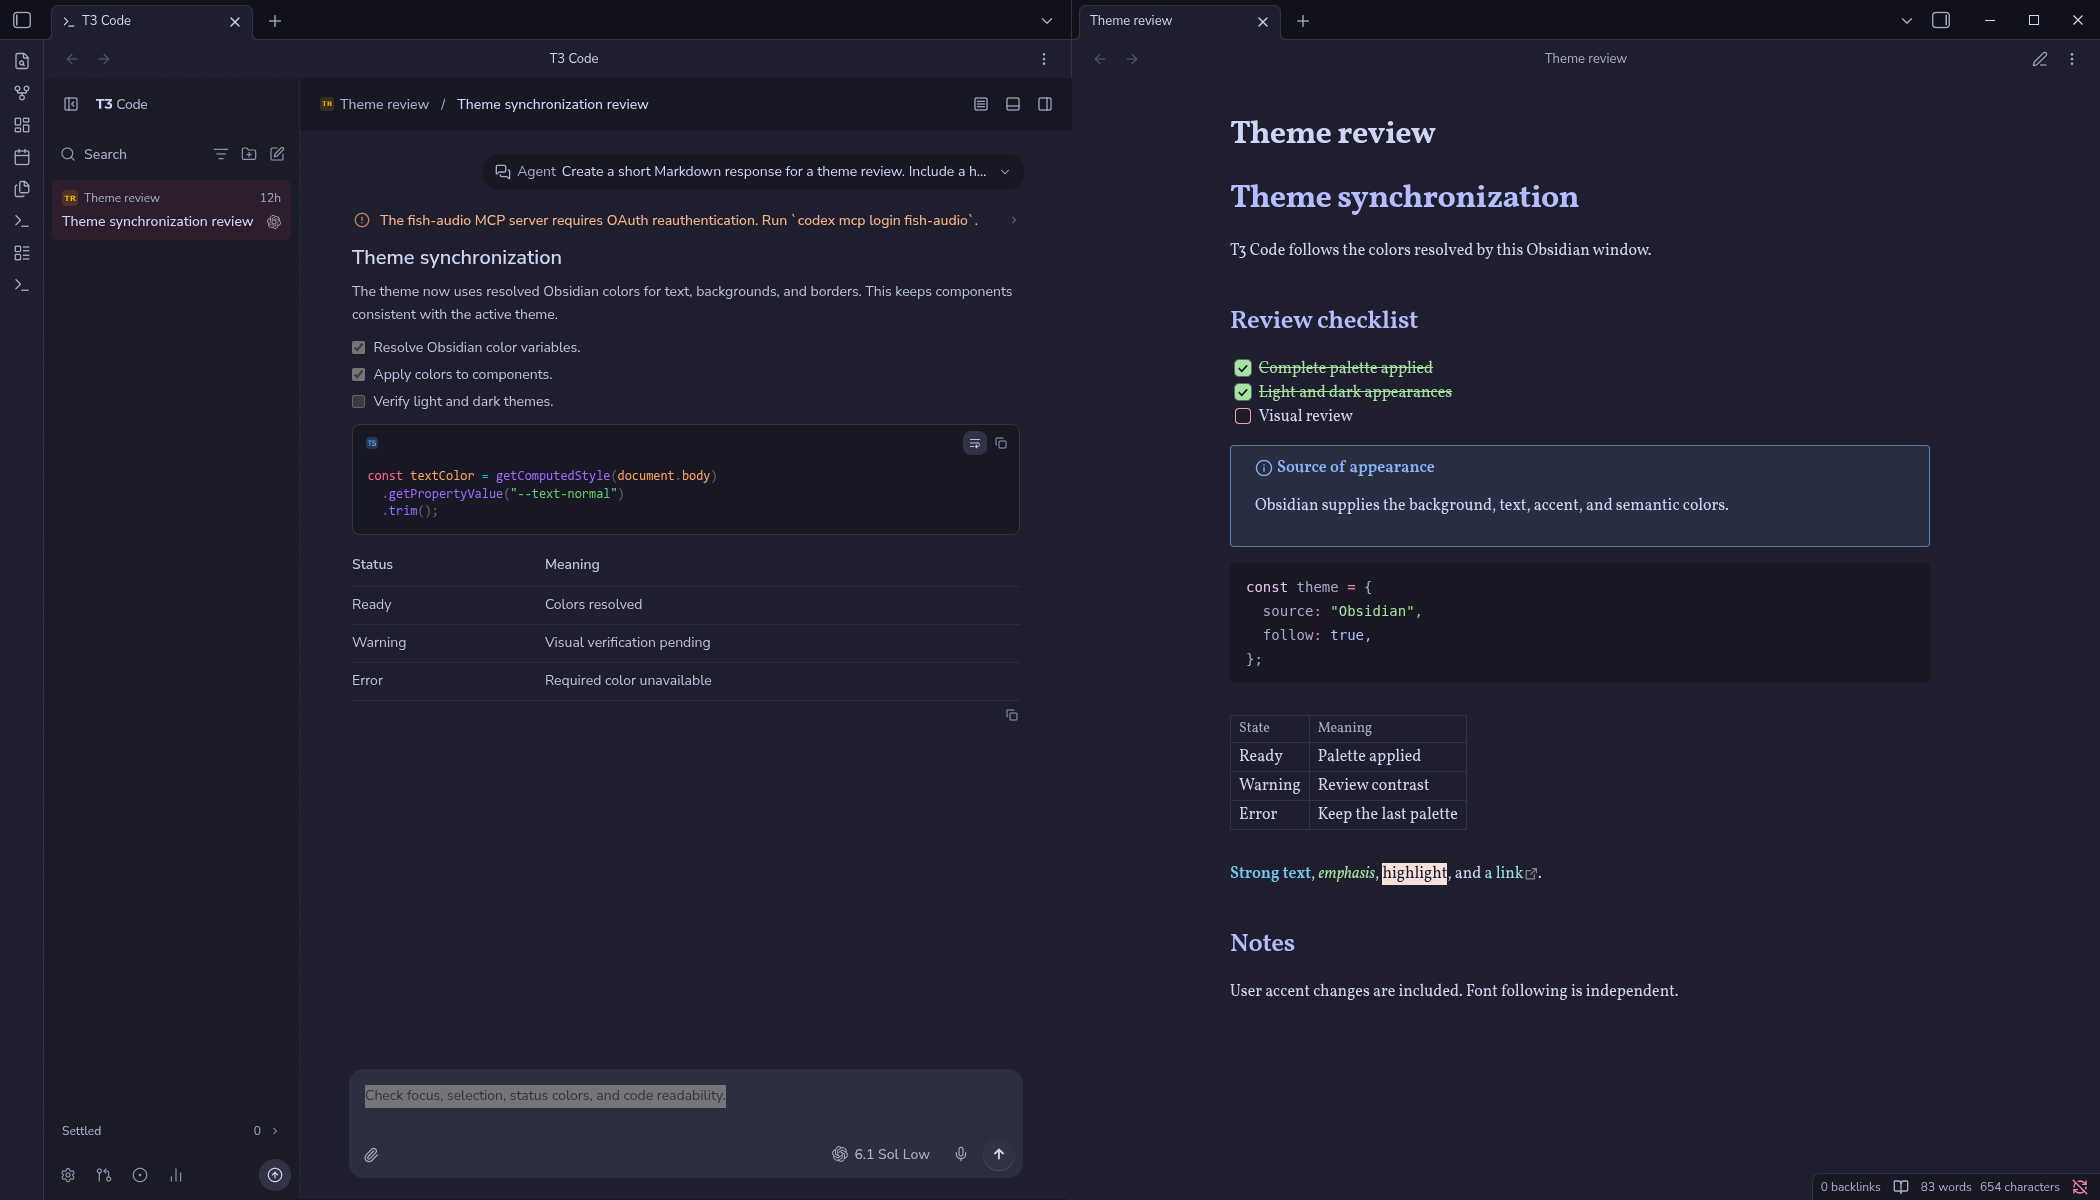 T3 Code
T3 Code
T3 Code
Search
TR Theme review 12h
Theme synchronization review
Settled 0
TR Theme review / Theme synchronization review
Agent Create a short Markdown response for a theme review. Include a h...
The fish-audio MCP server requires OAuth reauthentication. Run `codex mcp login fish-audio`.
Theme synchronization
The theme now uses resolved Obsidian colors for text, backgrounds, and borders. This keeps components
consistent with the active theme.
Resolve Obsidian color variables.
Apply colors to components.
Verify light and dark themes.
TS
const textColor = getComputedStyle(document.body)
.getPropertyValue("--text-normal")
.trim();
Status Meaning
Ready Colors resolved
Warning Visual verification pending
Error Required color unavailable
Check focus, selection, status colors, and code readability.
6.1 Sol Low
Theme review
Theme review
Theme review
Theme synchronization
T3 Code follows the colors resolved by this Obsidian window.
Review checklist
Complete palette applied
Light and dark appearances
Visual review
Source of appearance
Obsidian supplies the background, text, accent, and semantic colors.
const theme = {
source: "Obsidian",
follow: true,
};
State Meaning
Ready Palette applied
Warning Review contrast
Error Keep the last palette
Strong text, emphasis, highlight, and a link.
Notes
User accent changes are included. Font following is independent.
0 backlinks 83 words 654 characters